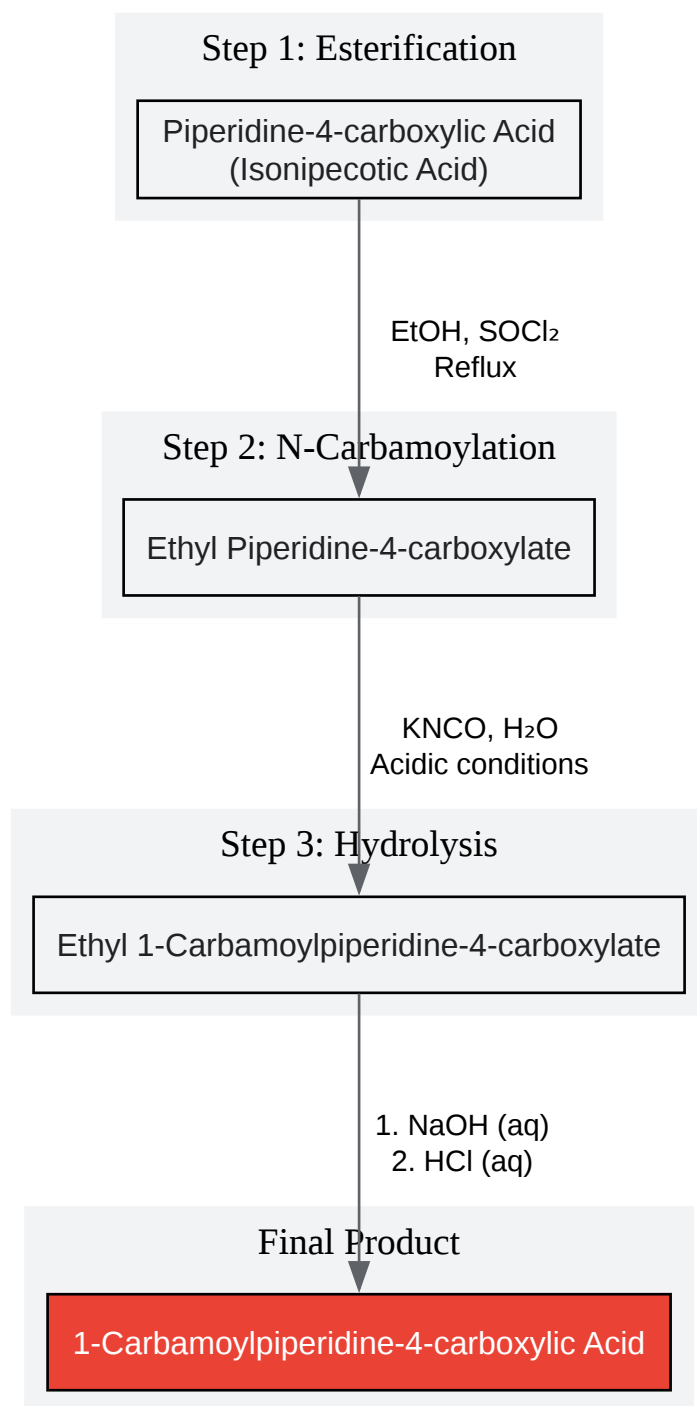 Step 1: Esterification
Piperidine-4-carboxylic Acid
(Isonipecotic Acid)
EtOH, SOCl₂
Reflux
Step 2: N-Carbamoylation
Ethyl Piperidine-4-carboxylate
KNCO, H₂O
Acidic conditions
Step 3: Hydrolysis
Ethyl 1-Carbamoylpiperidine-4-carboxylate
1. NaOH (aq)
2. HCl (aq)
Final Product
1-Carbamoylpiperidine-4-carboxylic Acid